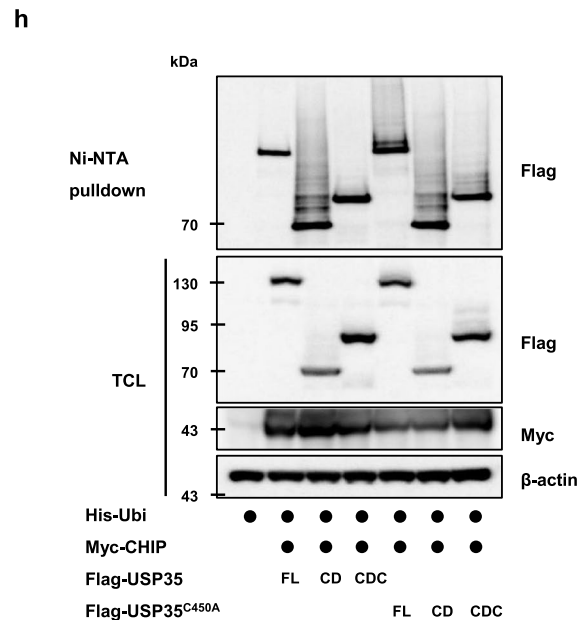 h
kDa
Ni-NTA
pulldown
Flag
70
130
Flag
95
TCL
70
43
Myc
β-actin
43
His-Ubi
Myc-CHIP
Flag-USP35 FL CD CDC
Flag-USP35C450A FL CD CDC